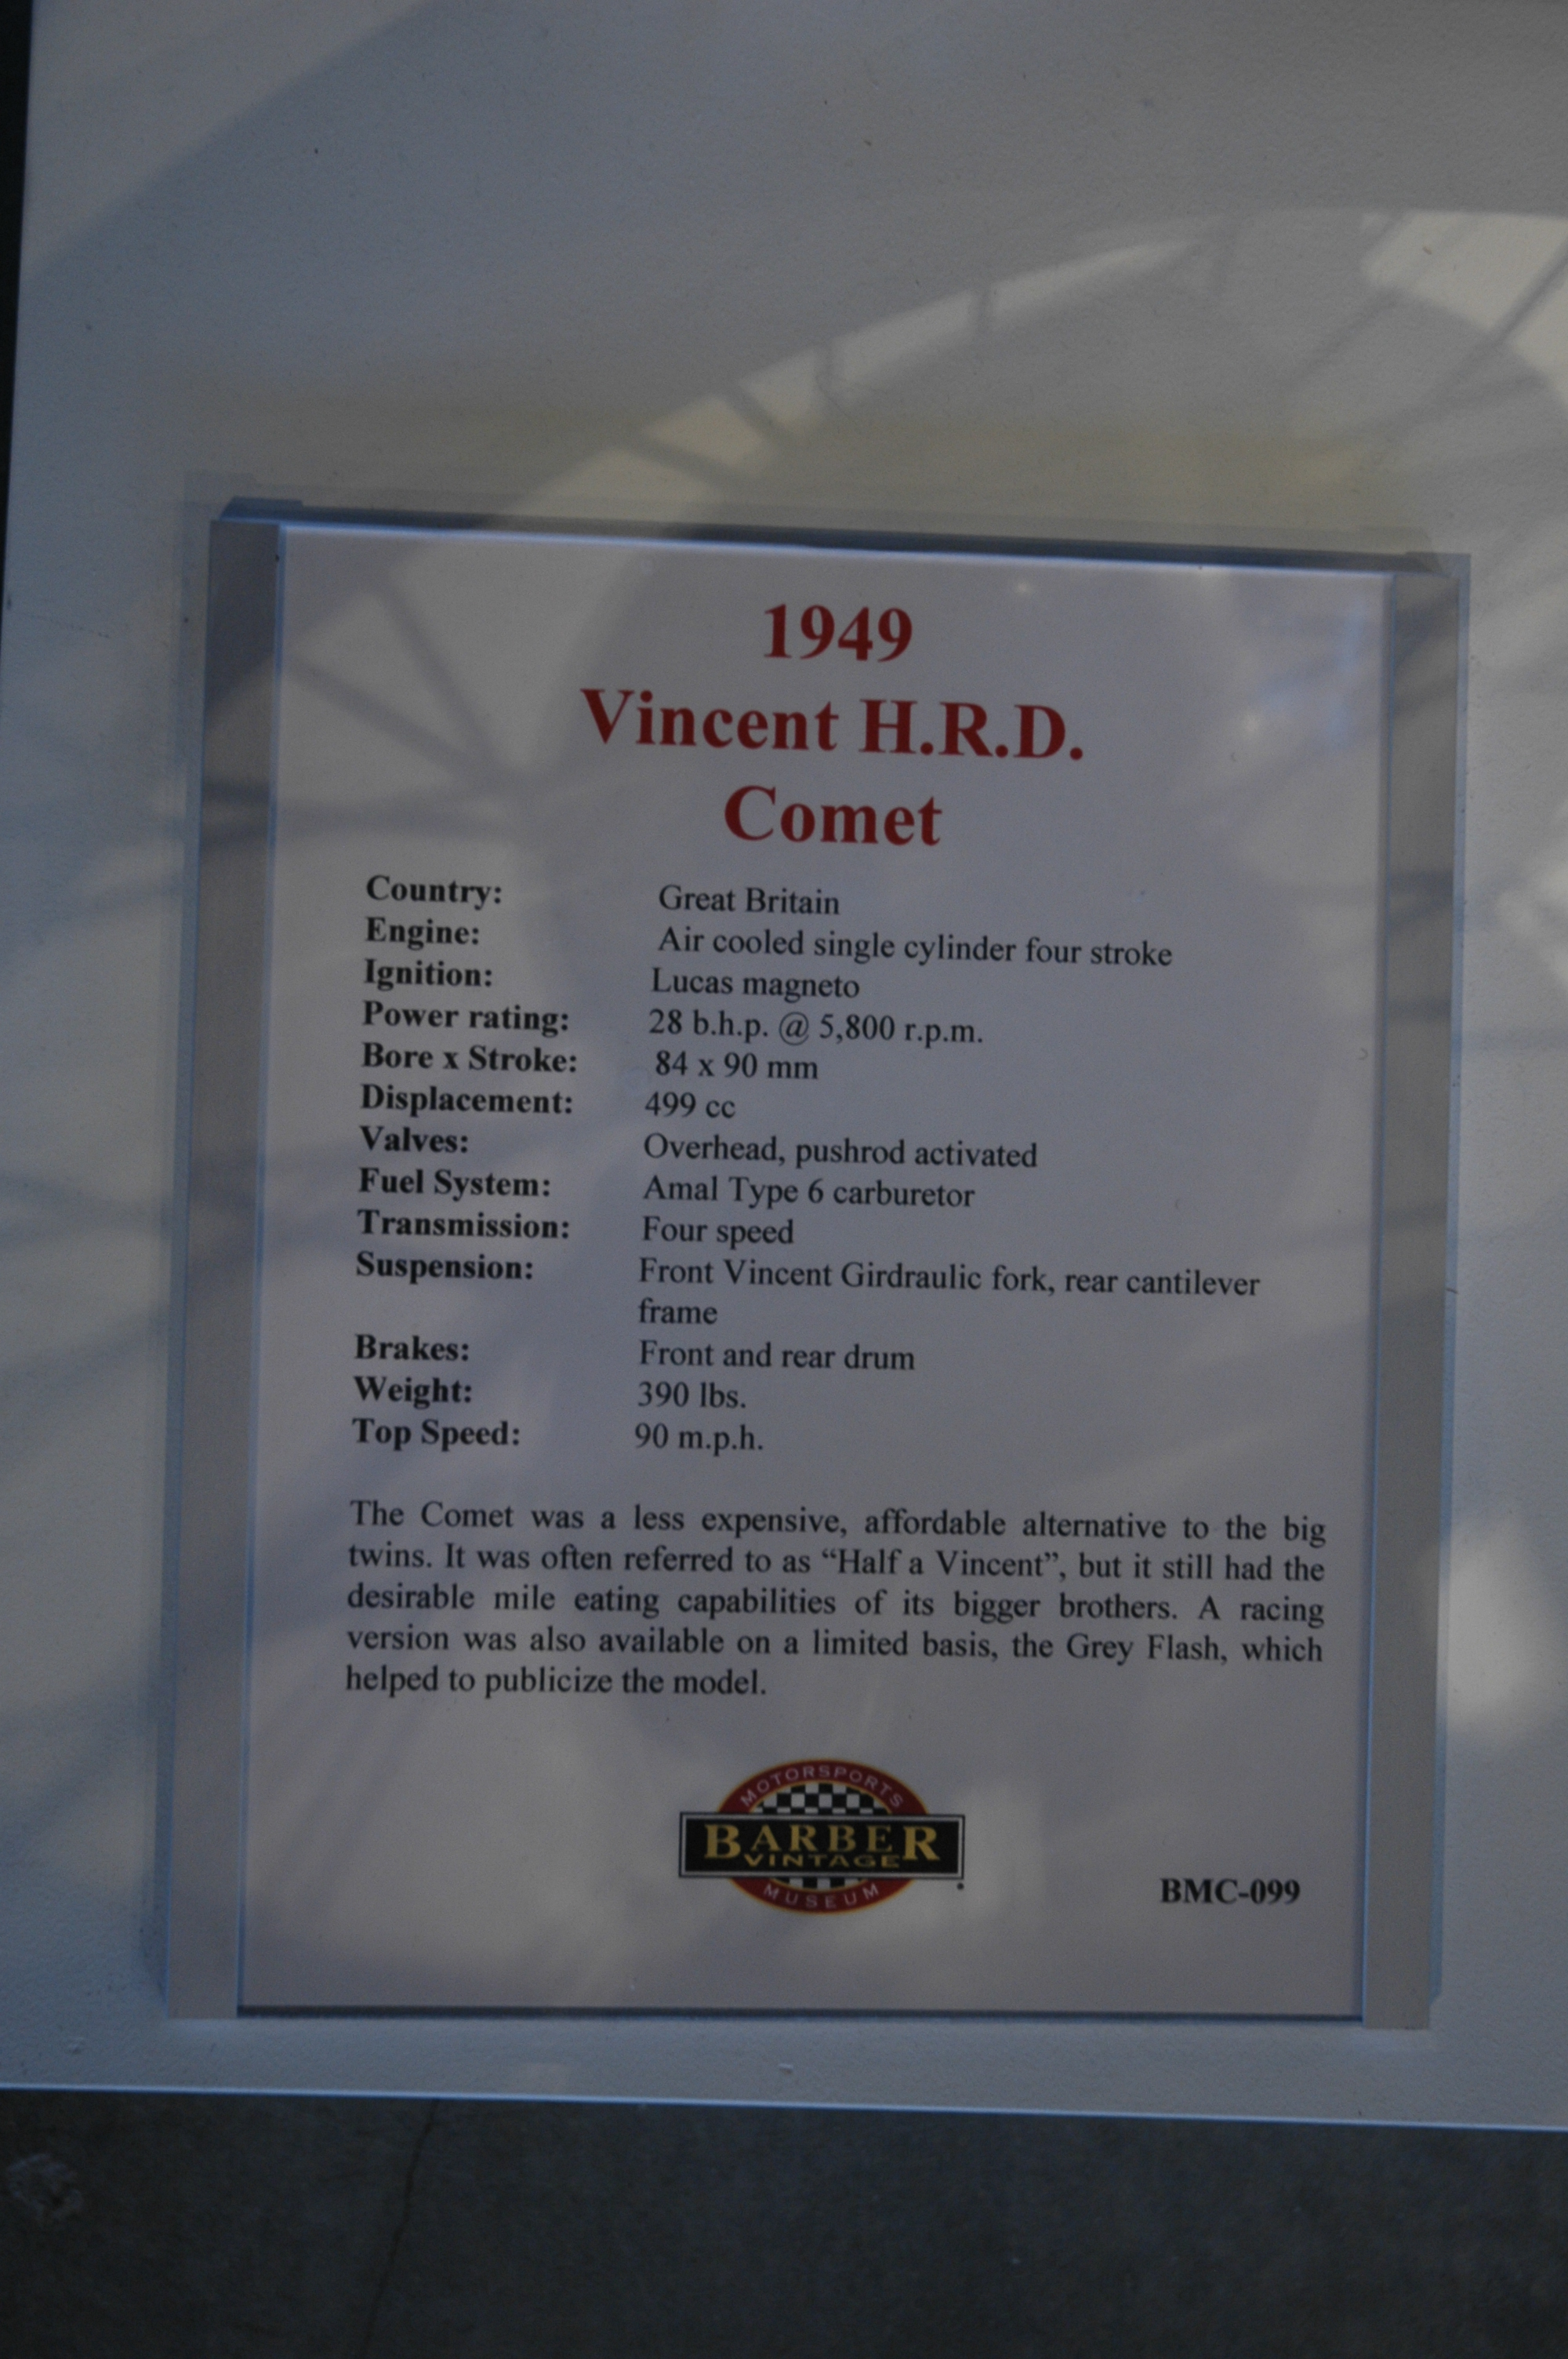 1949
Vincent H.R.D.
Comet
Country: Great Britain
Engine: Air cooled single cylinder four stroke
Ignition: Lucas magneto
Power rating: 28 b.h.p. @ 5,800 r.p.m.
Bore x Stroke: 84 x 90 mm
Displacement: 499 cc
Valves: Overhead, pushrod activated
Fuel System: Amal Type 6 carburetor
Transmission: Four speed
Suspension: Front Vincent Girdraulic fork, rear cantilever
frame
Brakes: Front and rear drum
Weight: 390 lbs.
Top Speed: 90 m.p.h.
The Comet was a less expensive, affordable alternative to the big
twins. It was often referred to as “Half a Vincent”, but it still had the
desirable mile eating capabilities of its bigger brothers. A racing
version was also available on a limited basis, the Grey Flash, which
helped to publicize the model.
MOTORSPORTS
BARBER
VINTAGE
MUSEUM
BMC-099